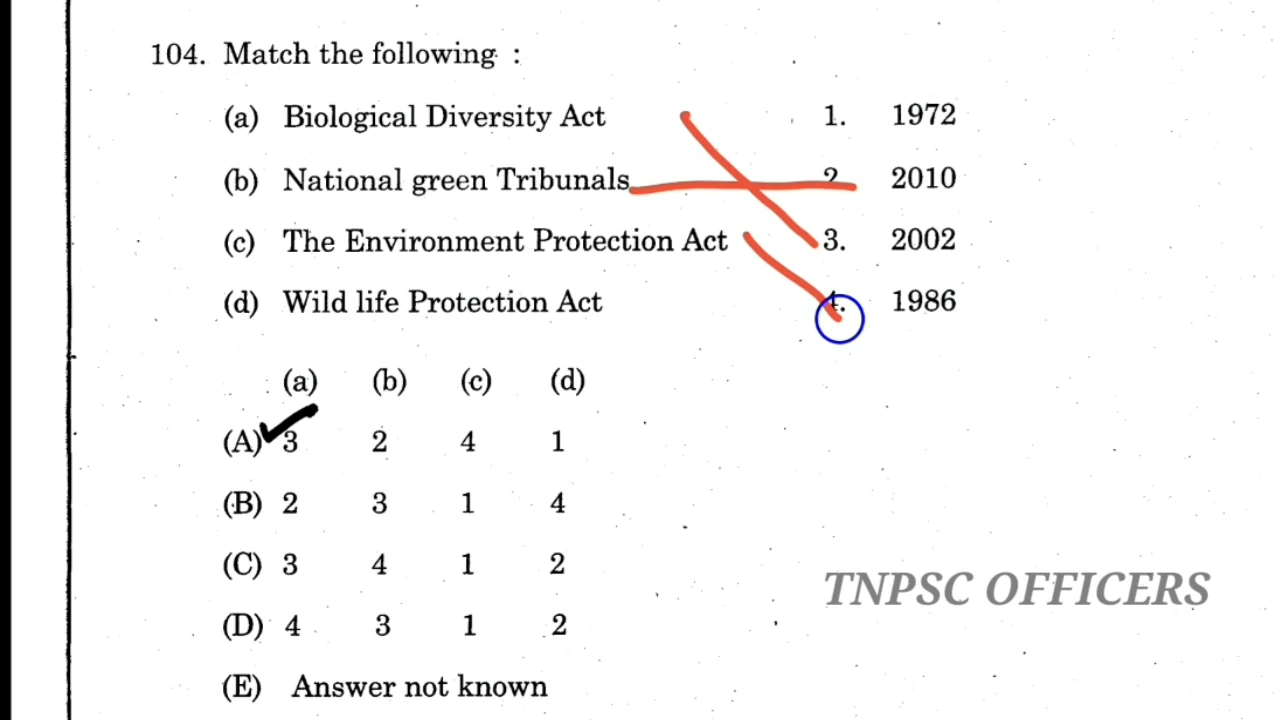 104. Match the following :
(a) Biological Diversity Act 1. 1972
(b) National green Tribunals 2 2010
(c) The Environment Protection Act 3. 2002
(d) Wild life Protection Act 4. 1986
(a) (b) (c) (d)
(A) 3 2 4 1
(B) 2 3 1 4
(C) 3 4 1 2
(D) 4 3 1 2
(E) Answer not known
TNPSC OFFICERS